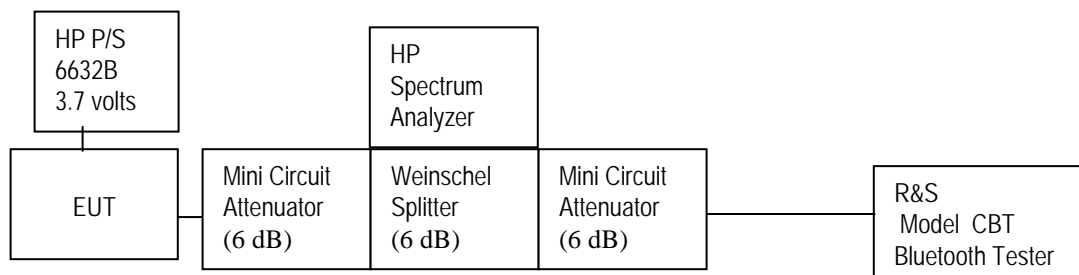 HP P/S
6632B
3.7 volts
HP
Spectrum
Analyzer
EUT
Mini Circuit
Attenuator
(6 dB)
Weinschel
Splitter
(6 dB)
Mini Circuit
Attenuator
(6 dB)
R&S
Model CBT
Bluetooth Tester